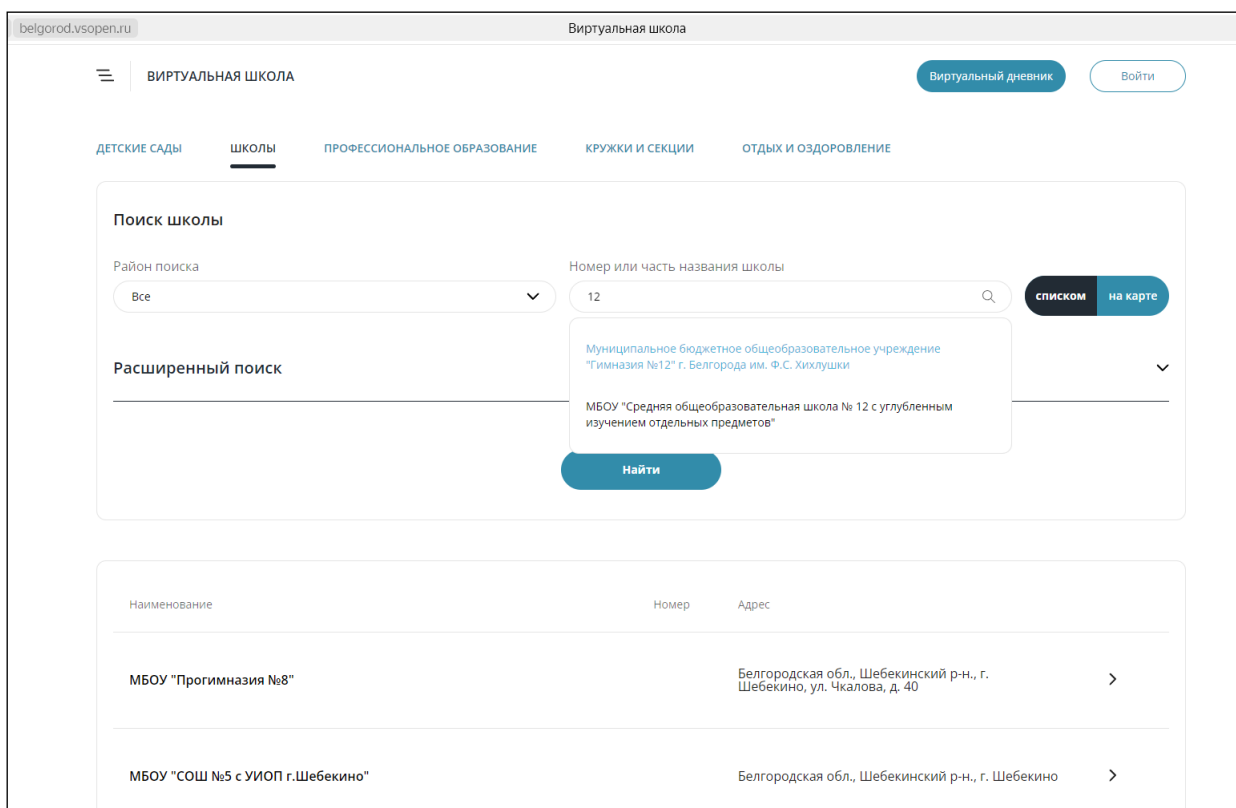 belgorod.vsopen.ru
Виртуальная школа
ВИРТУАЛЬНАЯ ШКОЛА
Виртуальный дневник
Войти
ДЕТСКИЕ САДЫ
ШКОЛЫ
ПРОФЕССИОНАЛЬНОЕ ОБРАЗОВАНИЕ
КРУЖКИ И СЕКЦИИ
ОТДЫХ И ОЗДОРОВЛЕНИЕ
Поиск школы
Район поиска
Все
Номер или часть названия школы
12
списком
на карте
Муниципальное бюджетное общеобразовательное учреждение
"Гимназия №12" г. Белгорода им. Ф.С. Хихлушки
МБОУ "Средняя общеобразовательная школа № 12 с углубленным
изучением отдельных предметов"
Расширенный поиск
Найти
Наименование
Номер
Адрес
МБОУ "Прогимназия №8"
Белгородская обл., Шебекинский р-н., г.
Шебекино, ул. Чкалова, д. 40
МБОУ "СОШ №5 с УИОП г.Шебекино"
Белгородская обл., Шебекинский р-н., г. Шебекино